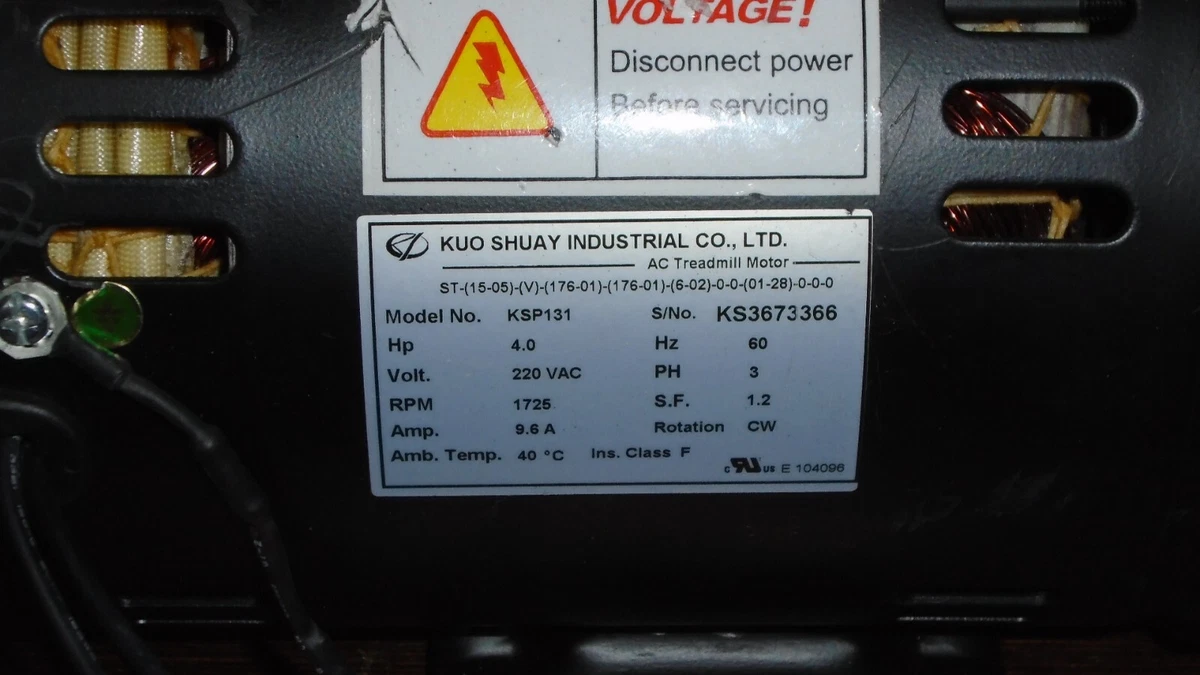 VOLTAGE!
Disconnect power
Before servicing
KUO SHUAY INDUSTRIAL CO., LTD.
AC Treadmill Motor
ST-(15-05)-(V)-(176-01)-(176-01)-(6-02)-0-0-(01-28)-0-0-0
Model No. KSP131 S/No. KS3673366
Hp 4.0 Hz 60
Volt. 220 VAC PH 3
RPM 1725 S.F. 1.2
Amp. 9.6 A Rotation CW
Amb. Temp. 40 °C Ins. Class F
c RU US E 104096